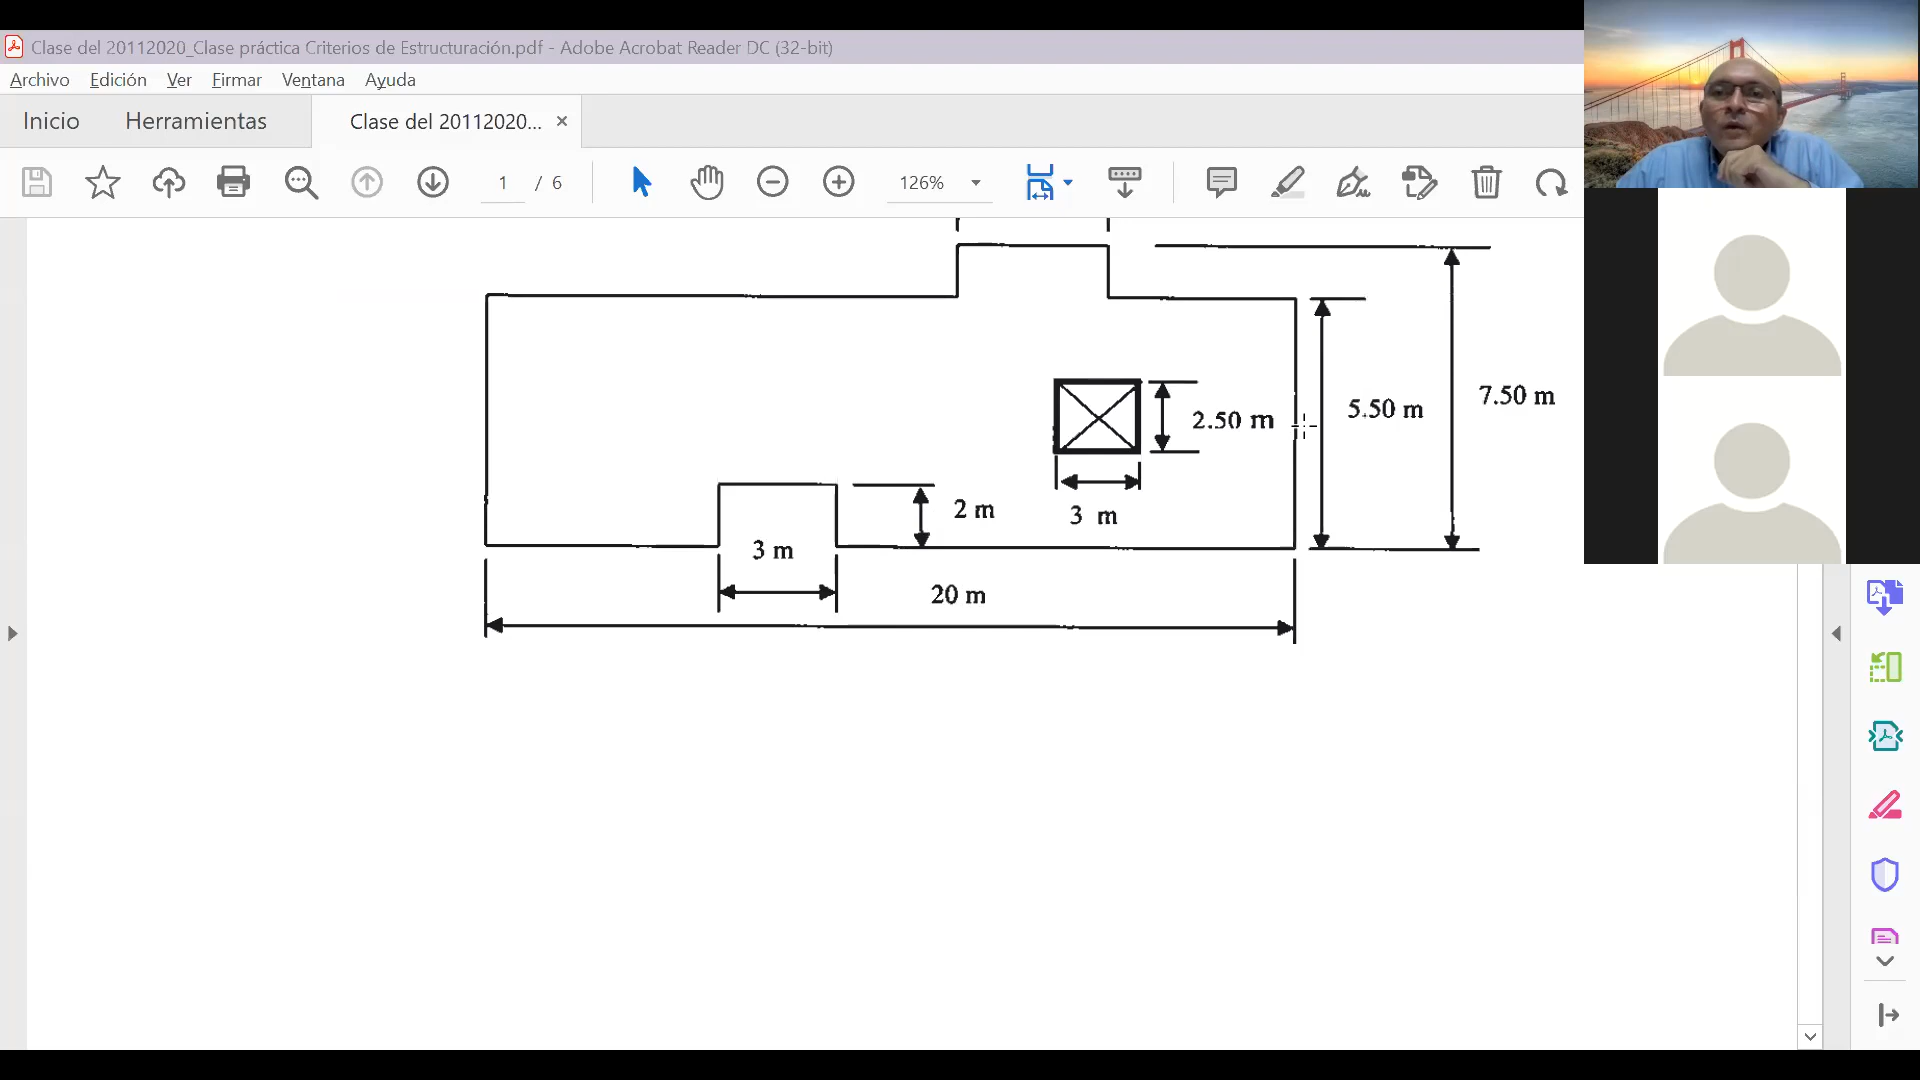 Clase del 20112020_Clase práctica Criterios de Estructuración.pdf - Adobe Acrobat Reader DC (32-bit)
Archivo Edición Ver Firmar Ventana Ayuda
Inicio Herramientas Clase del 20112020... ×
1 / 6 126%
7.50 m
5.50 m
2.50 m
2 m
3 m
3 m
20 m